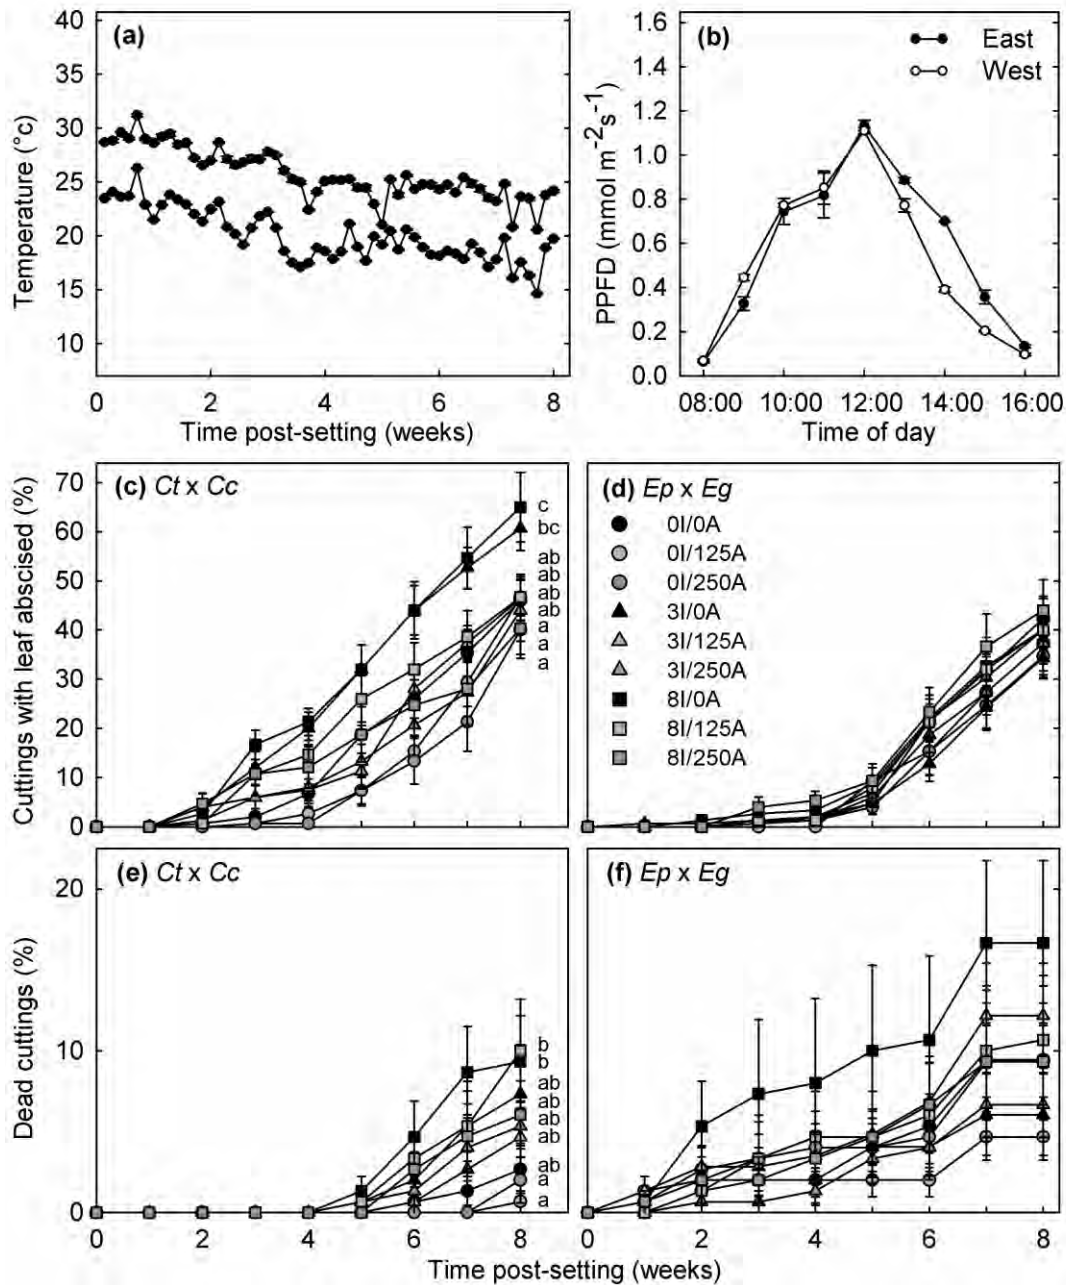 (a)
Temperature (°c)
40
35
30
25
20
15
10
0 2 4 6 8
Time post-setting (weeks)
(b)
East
West
PPFD (mmol m-2s-1)
1.6
1.4
1.2
1.0
0.8
0.6
0.4
0.2
0.0
08:00 10:00 12:00 14:00 16:00
Time of day
(c) Ct x Cc
Cuttings with leaf abscised (%)
70
60
50
40
30
20
10
0
c
bc
ab
ab
ab
ab
a
a
a
(d) Ep x Eg
0I/0A
0I/125A
0I/250A
3I/0A
3I/125A
3I/250A
8I/0A
8I/125A
8I/250A
(e) Ct x Cc
Dead cuttings (%)
20
10
0
b
b
ab
ab
ab
ab
ab
a
a
0 2 4 6 8
(f) Ep x Eg
0 2 4 6 8
Time post-setting (weeks)